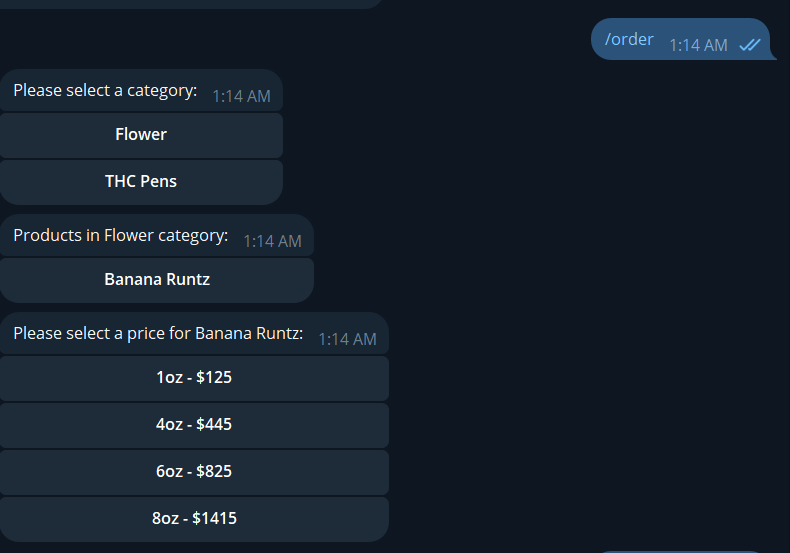 /order 1:14 AM
Please select a category: 1:14 AM
Flower
THC Pens
Products in Flower category: 1:14 AM
Banana Runtz
Please select a price for Banana Runtz: 1:14 AM
1oz - $125
4oz - $445
6oz - $825
8oz - $1415